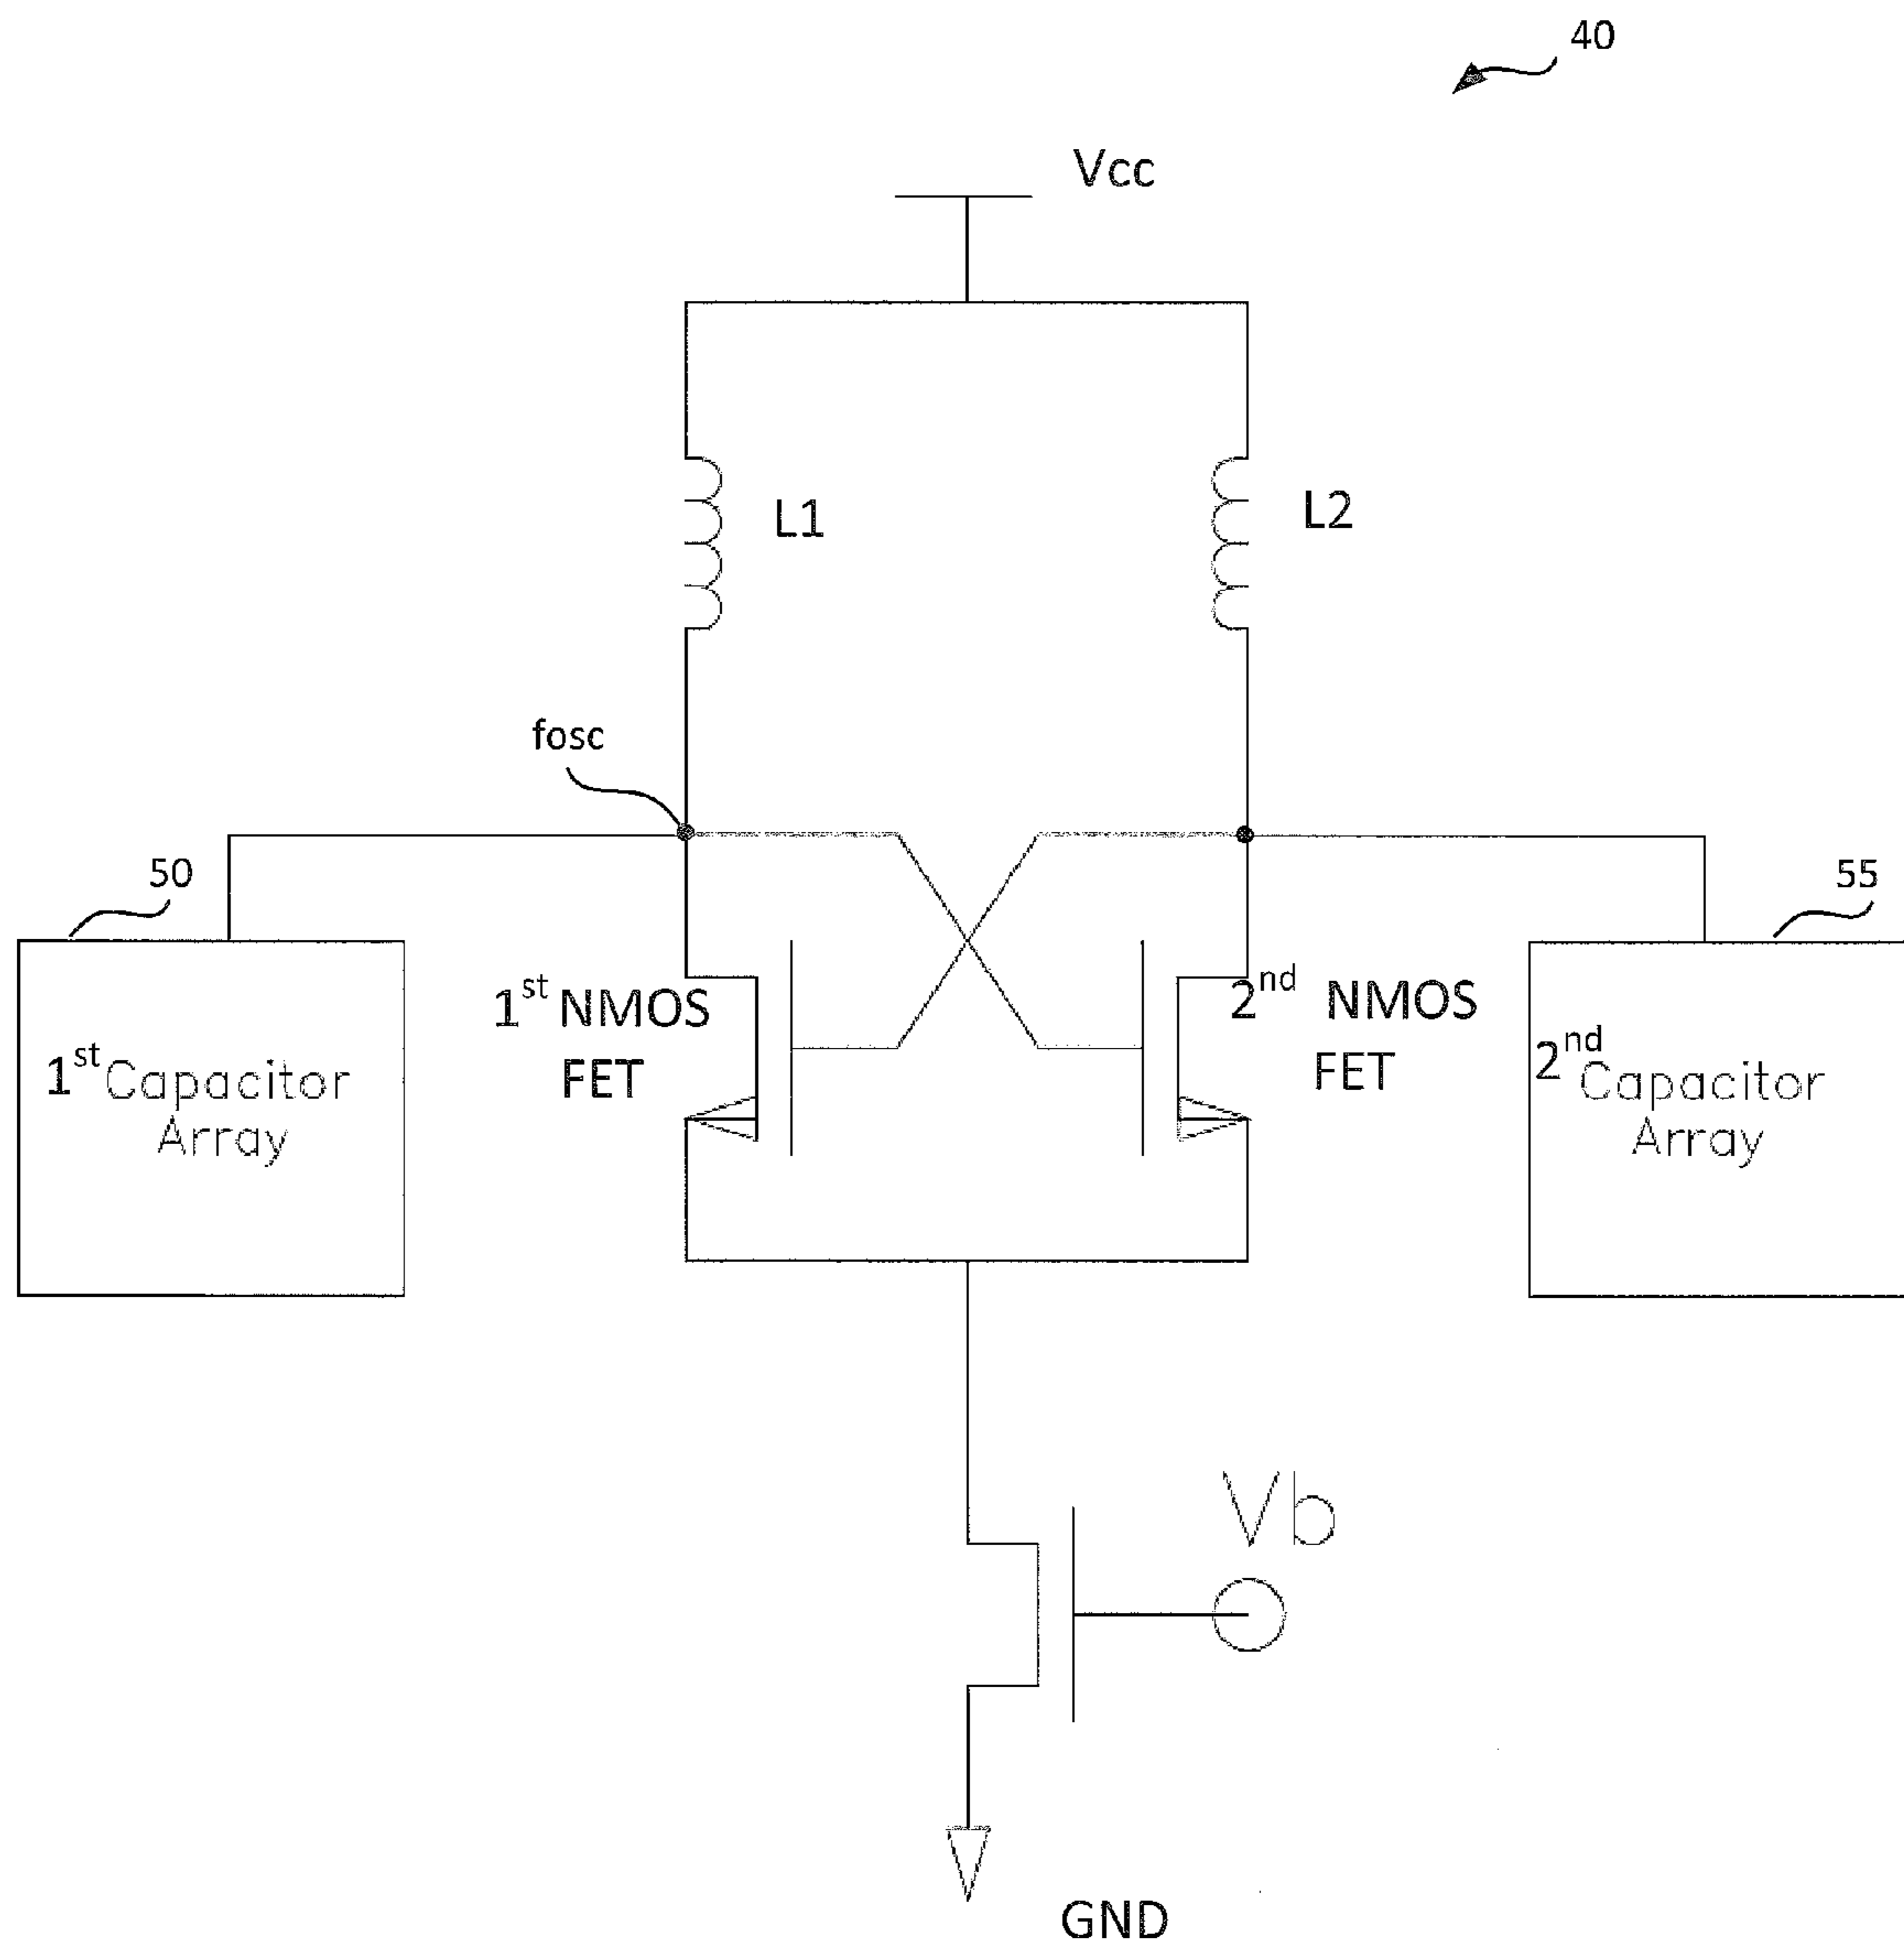 40
Vcc
L1
L2
fosc
50
55
1st NMOS
FET
2nd NMOS
FET
1st Capacitor
Array
2nd Capacitor
Array
Vb
GND